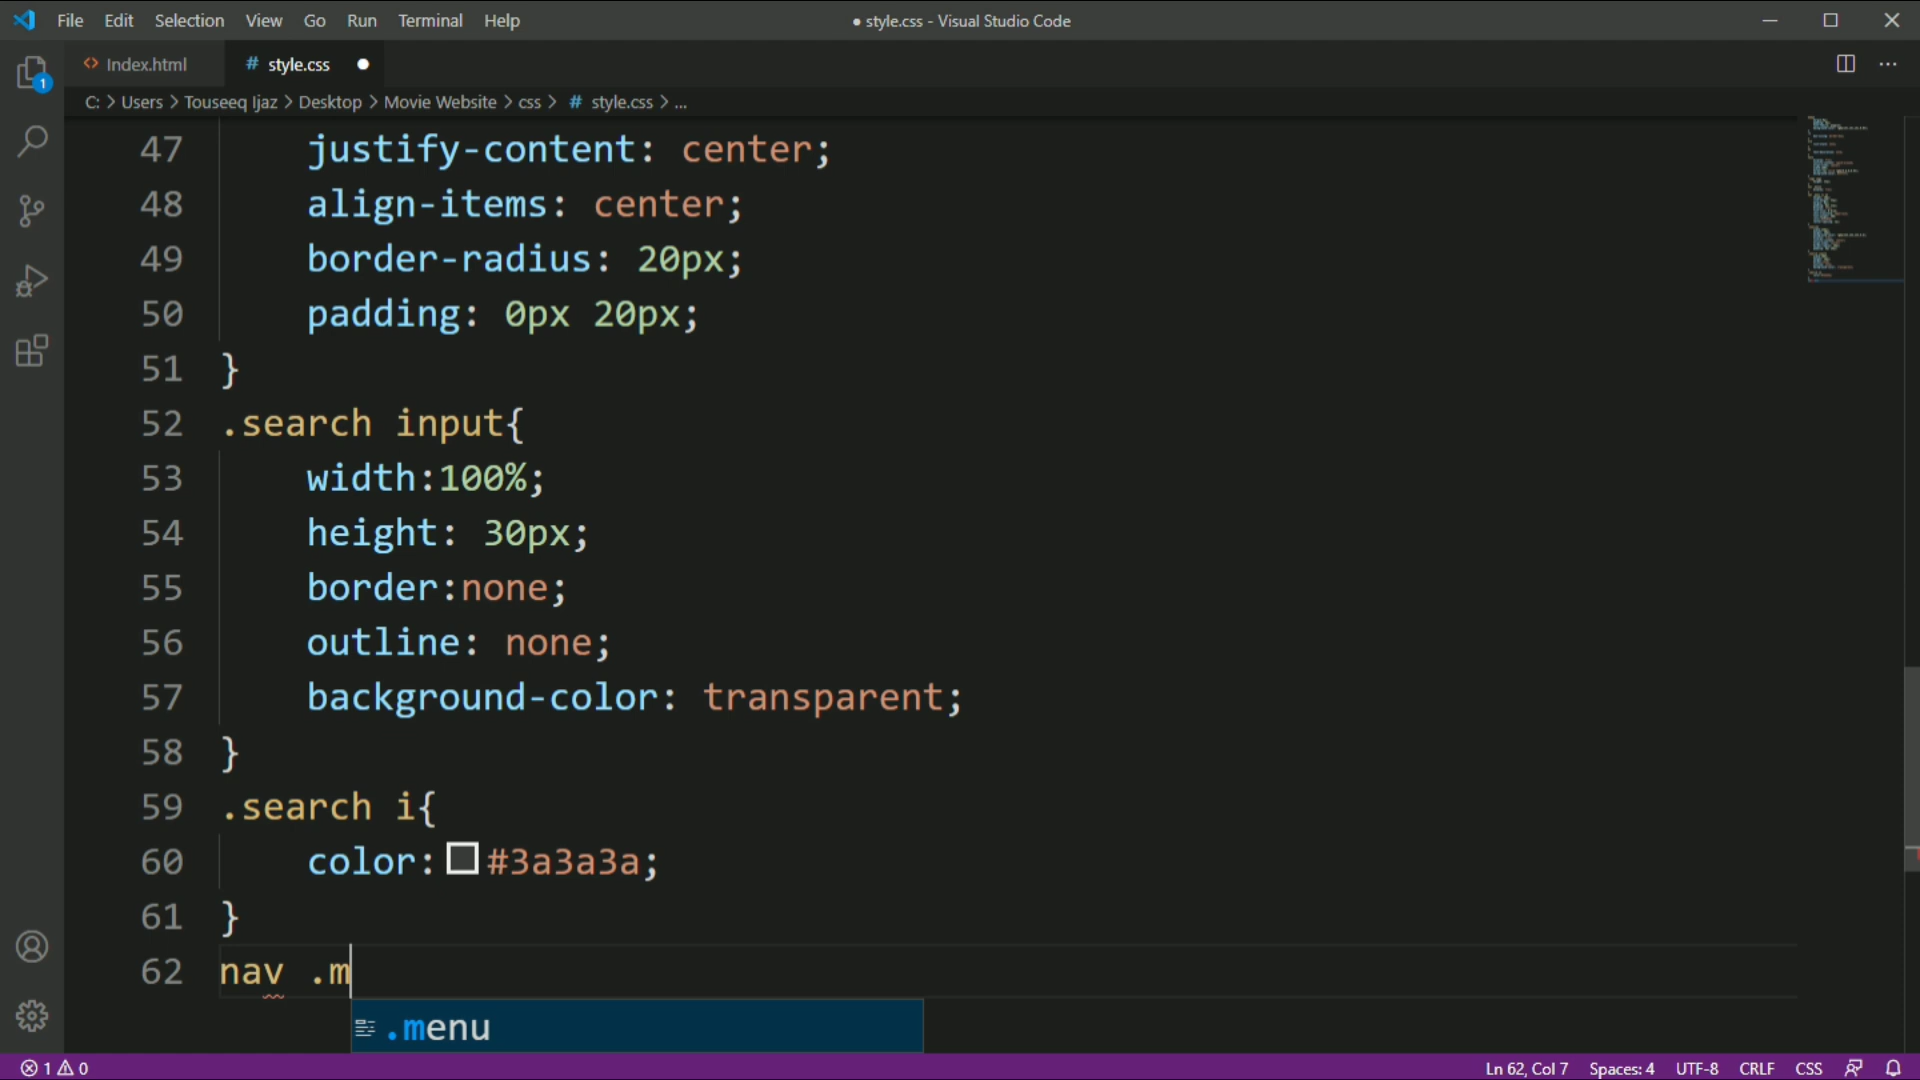 File Edit Selection View Go Run Terminal Help
● style.css - Visual Studio Code
Index.html
# style.css ●
C: > Users > Touseeq Ijaz > Desktop > Movie Website > css > # style.css > ...
1
47 justify-content: center;
48 align-items: center;
49 border-radius: 20px;
50 padding: 0px 20px;
51 }
52 .search input{
53 width:100%;
54 height: 30px;
55 border:none;
56 outline: none;
57 background-color: transparent;
58 }
59 .search i{
60 color:#3a3a3a;
61 }
62 nav .m
.menu
1 0
Ln 62, Col 7 Spaces: 4 UTF-8 CRLF CSS